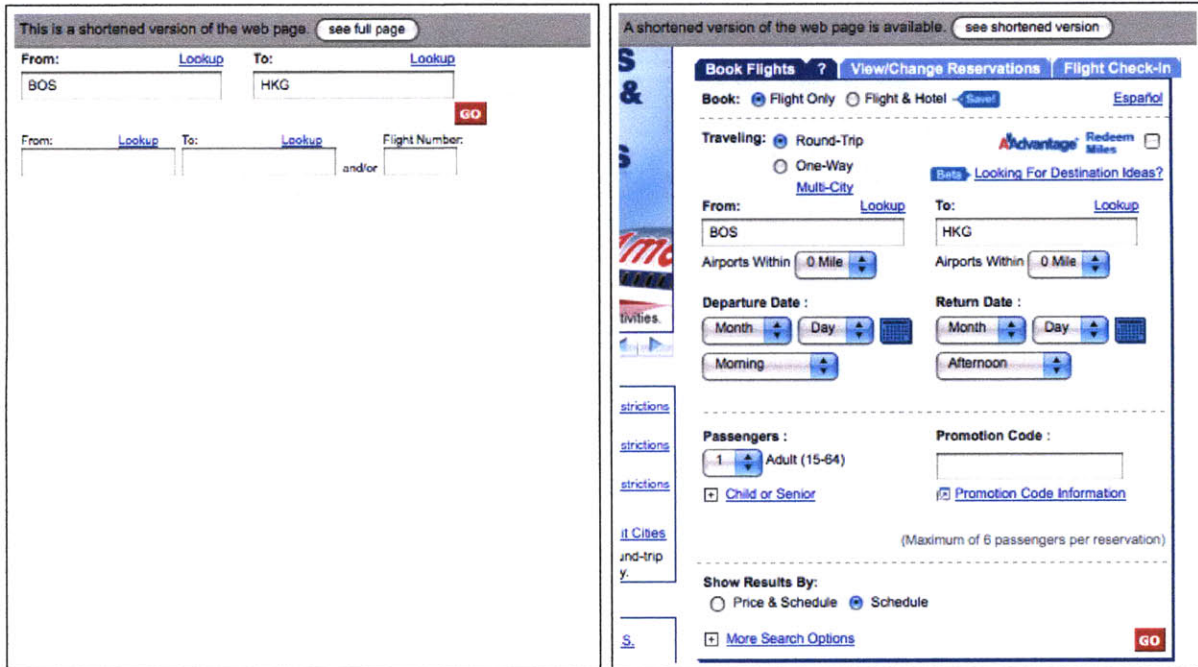 This is a shortened version of the web page. see full page
From: Lookup To: Lookup
BOS HKG
GO
From: Lookup To: Lookup Flight Number:
and/or
A shortened version of the web page is available. see shortened version
S
&
S
tivities.
strictions
strictions
strictions
it Cities
und-trip
y.
S.
Book Flights ? View/Change Reservations Flight Check-in
Book: Flight Only Flight & Hotel Save! Español
Traveling: Round-Trip AAdvantage Redeem
Miles
One-Way
Beta Looking For Destination Ideas?
Multi-City
From: Lookup To: Lookup
BOS HKG
Airports Within 0 Mile Airports Within 0 Mile
Departure Date : Return Date :
Month Day Month Day
Morning Afternoon
Passengers : Promotion Code :
1 Adult (15-64)
+ Child or Senior Promotion Code Information
(Maximum of 6 passengers per reservation)
Show Results By:
Price & Schedule Schedule
+ More Search Options GO